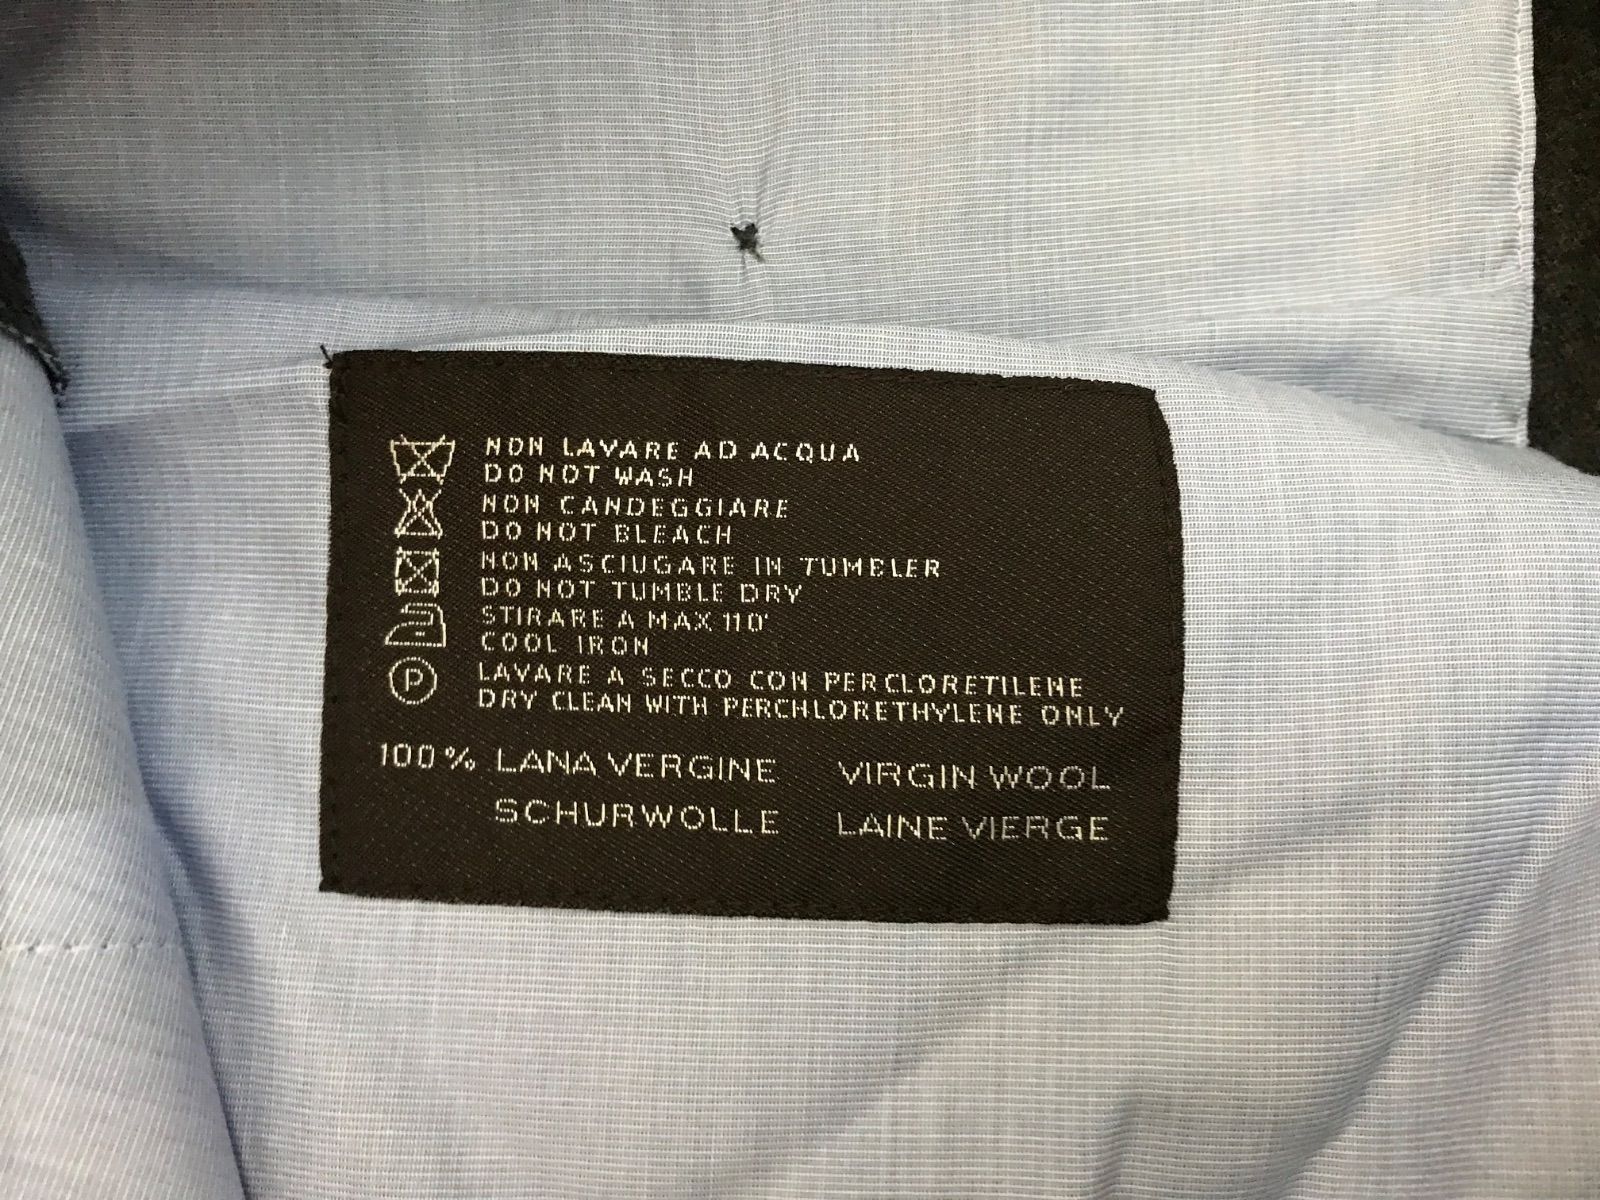 NON LAVARE AD ACQUA
DO NOT WASH
NON CANDEGGIARE
DO NOT BLEACH
NON ASCIUGARE IN TUMBLER
DO NOT TUMBLE DRY
STIRARE A MAX 110°
COOL IRON
P LAVARE A SECCO CON PERCLORETILENE
DRY CLEAN WITH PERCHLORETHYLENE ONLY
100% LANA VERGINE VIRGIN WOOL
SCHURWOLLE LAINE VIERGE